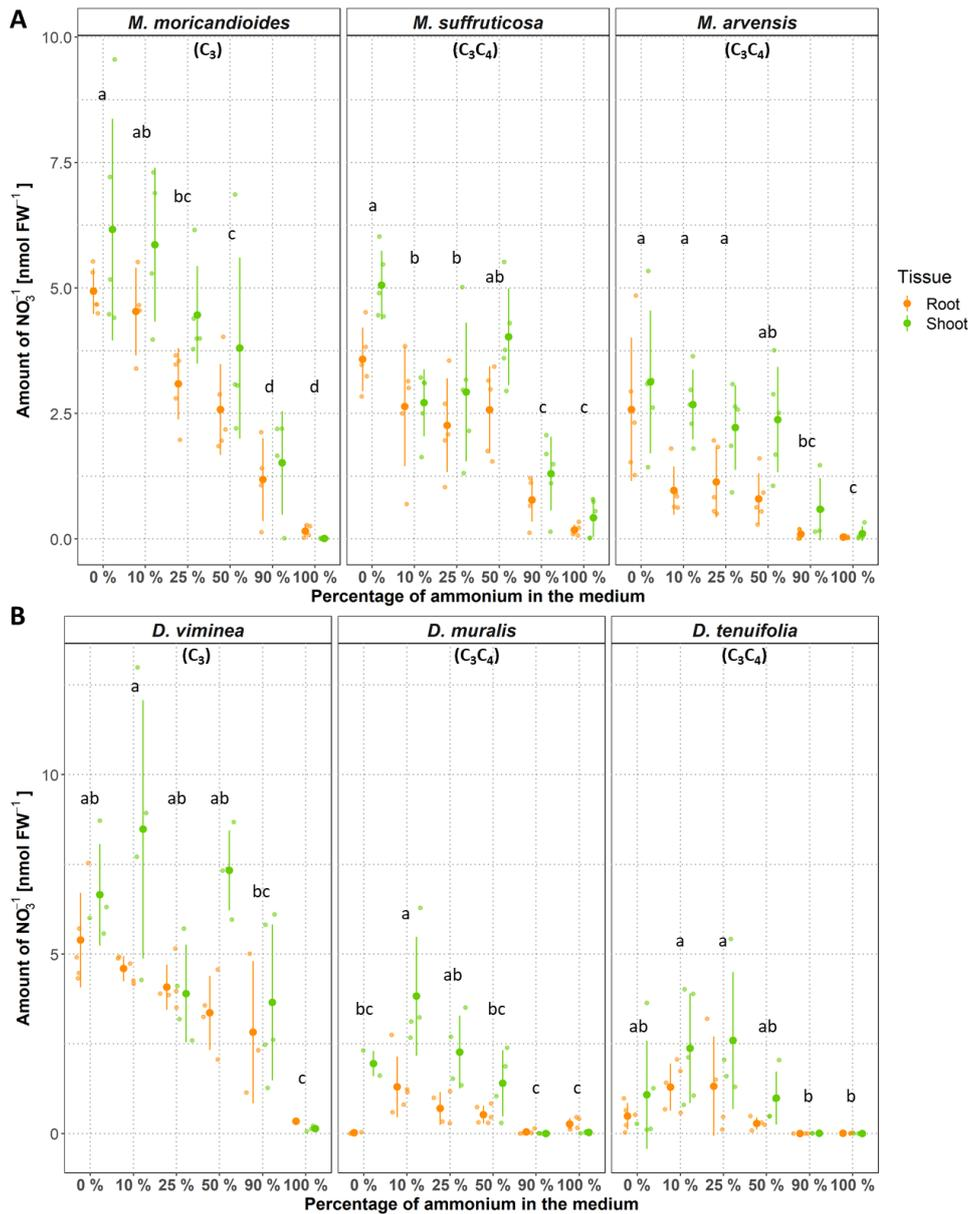 A
M. moricandioides M. suffruticosa M. arvensis
(C₃) (C₃C₄) (C₃C₄)
10.0
7.5
5.0
2.5
0.0
Amount of NO₃⁻¹ [nmol FW⁻¹ ]
a ab bc c d d
a b b ab c c
a a a ab bc c
0 % 10 % 25 % 50 % 90 % 100 % 0 % 10 % 25 % 50 % 90 % 100 % 0 % 10 % 25 % 50 % 90 % 100 %
Percentage of ammonium in the medium
Tissue
Root
Shoot
B
D. viminea D. muralis D. tenuifolia
(C₃) (C₃C₄) (C₃C₄)
10
5
0
Amount of NO₃⁻¹ [nmol FW⁻¹ ]
ab a ab ab bc c
bc a ab bc c c
ab a a ab b b
0 % 10 % 25 % 50 % 90 % 100 % 0 % 10 % 25 % 50 % 90 % 100 % 0 % 10 % 25 % 50 % 90 % 100 %
Percentage of ammonium in the medium